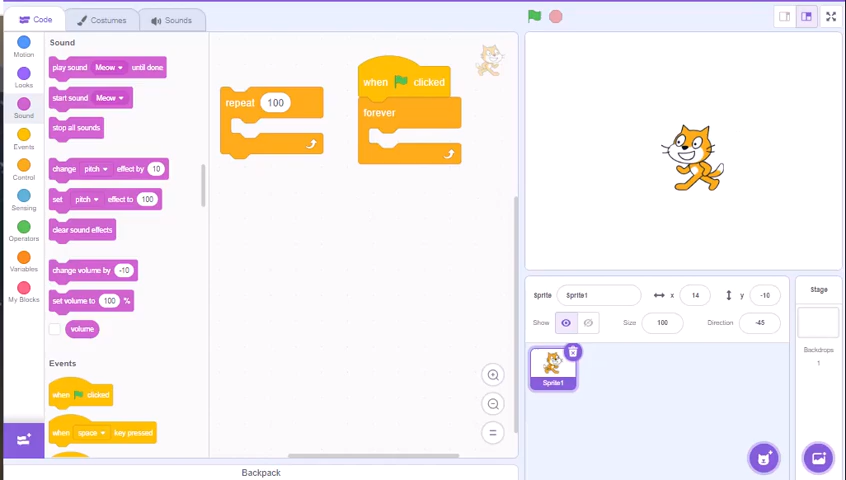 Code
Costumes
Sounds
Motion
Looks
Sound
Events
Control
Sensing
Operators
Variables
My Blocks
Sound
play sound Meow until done
start sound Meow
stop all sounds
change pitch effect by 10
set pitch effect to 100
clear sound effects
change volume by -10
set volume to 100 %
volume
Events
when clicked
when space key pressed
repeat 100
when clicked
forever
Backpack
Sprite Sprite1 x 14 y -10
Show Size 100 Direction -45
Sprite1
Stage
Backdrops
1